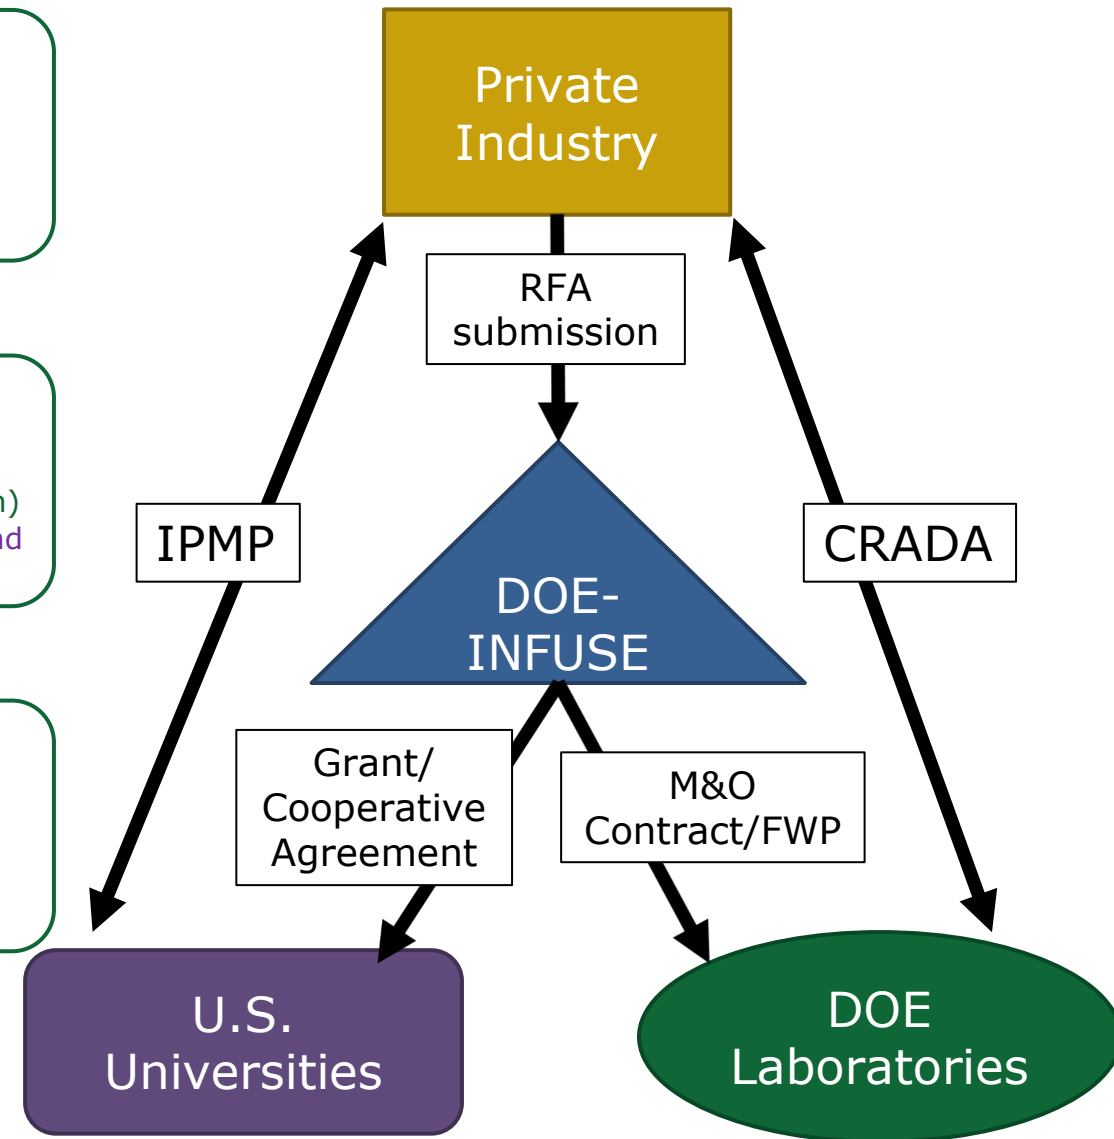 Private
Industry
RFA
submission
IPMP
CRADA
DOE-
INFUSE
Grant/
Cooperative
Agreement
M&O
Contract/FWP
U.S.
Universities
DOE
Laboratories